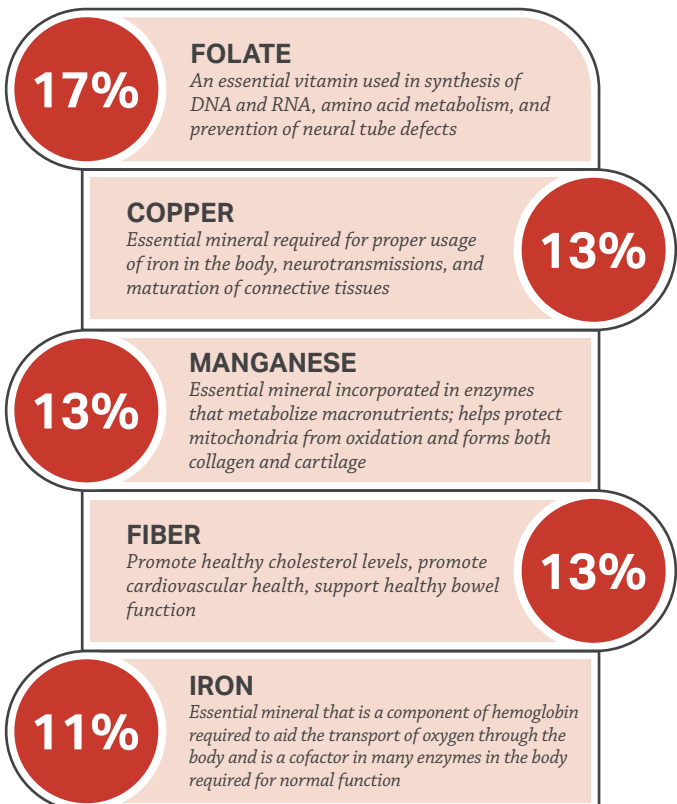 17%
FOLATE
An essential vitamin used in synthesis of
DNA and RNA, amino acid metabolism, and
prevention of neural tube defects
COPPER
Essential mineral required for proper usage
of iron in the body, neurotransmissions, and
maturation of connective tissues
13%
13%
MANGANESE
Essential mineral incorporated in enzymes
that metabolize macronutrients; helps protect
mitochondria from oxidation and forms both
collagen and cartilage
FIBER
Promote healthy cholesterol levels, promote
cardiovascular health, support healthy bowel
function
13%
11%
IRON
Essential mineral that is a component of hemoglobin
required to aid the transport of oxygen through the
body and is a cofactor in many enzymes in the body
required for normal function